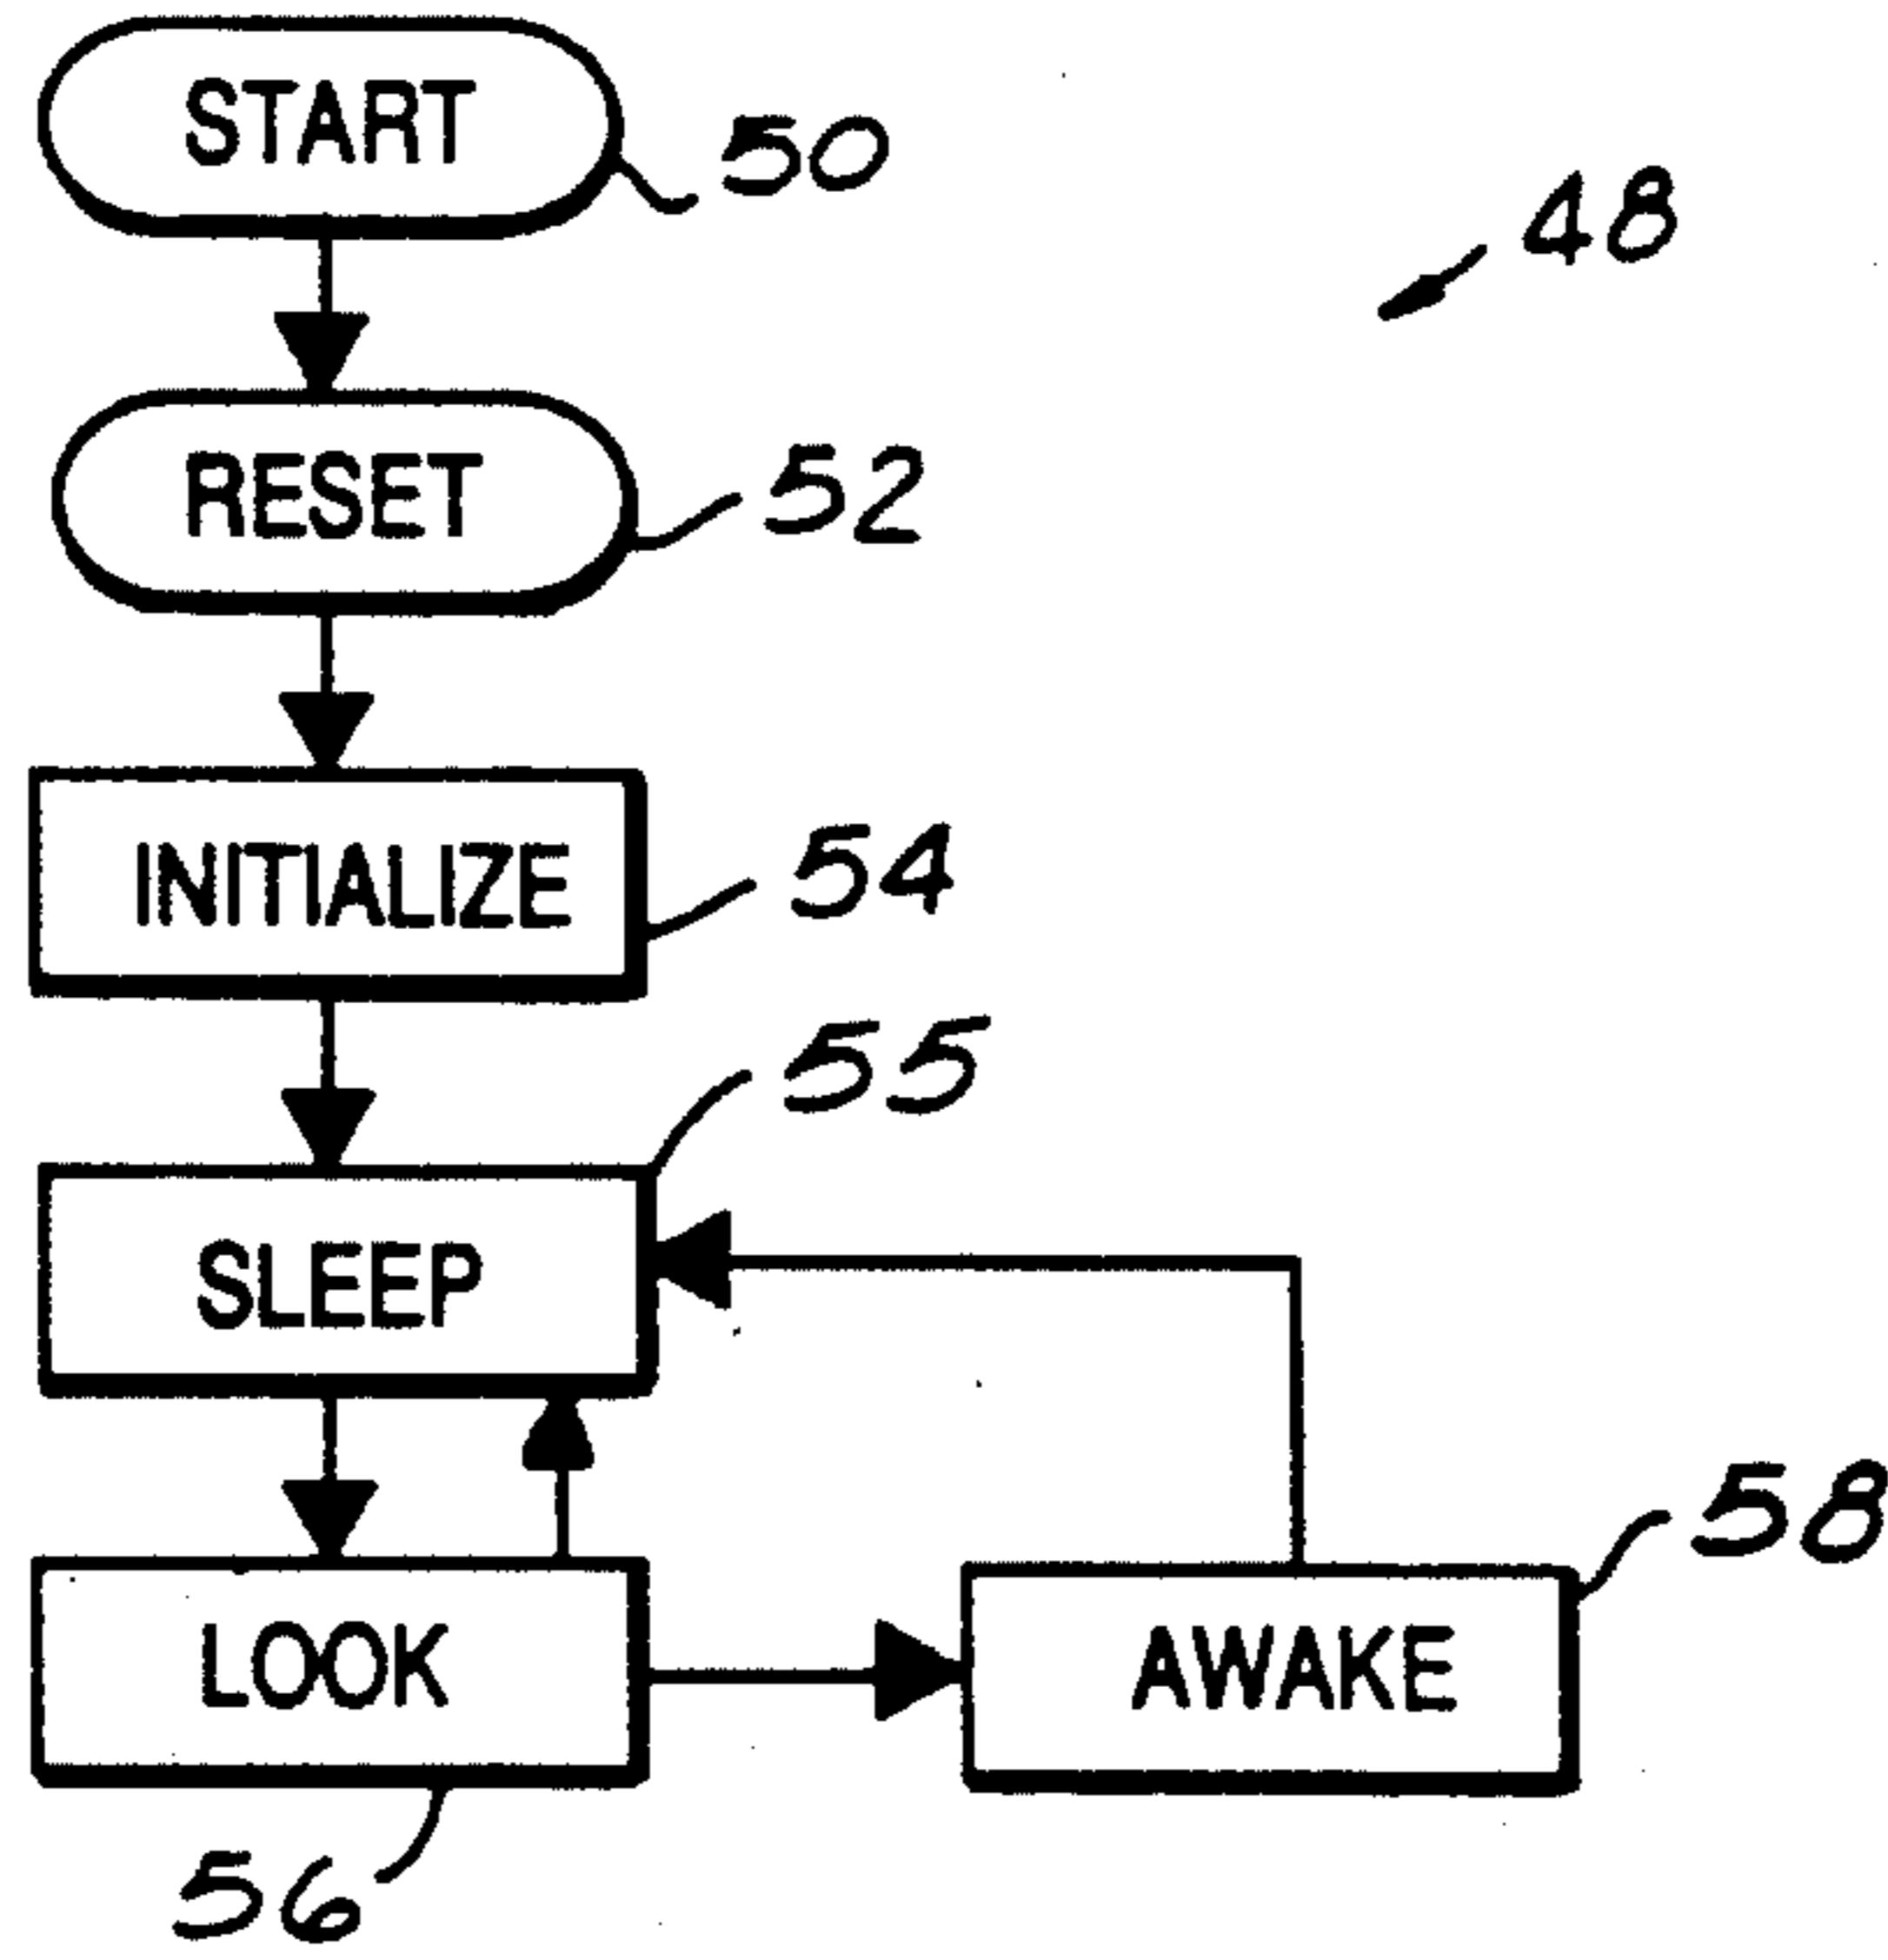 START
50
48
RESET
52
INITIALIZE
54
55
SLEEP
58
LOOK
AWAKE
56